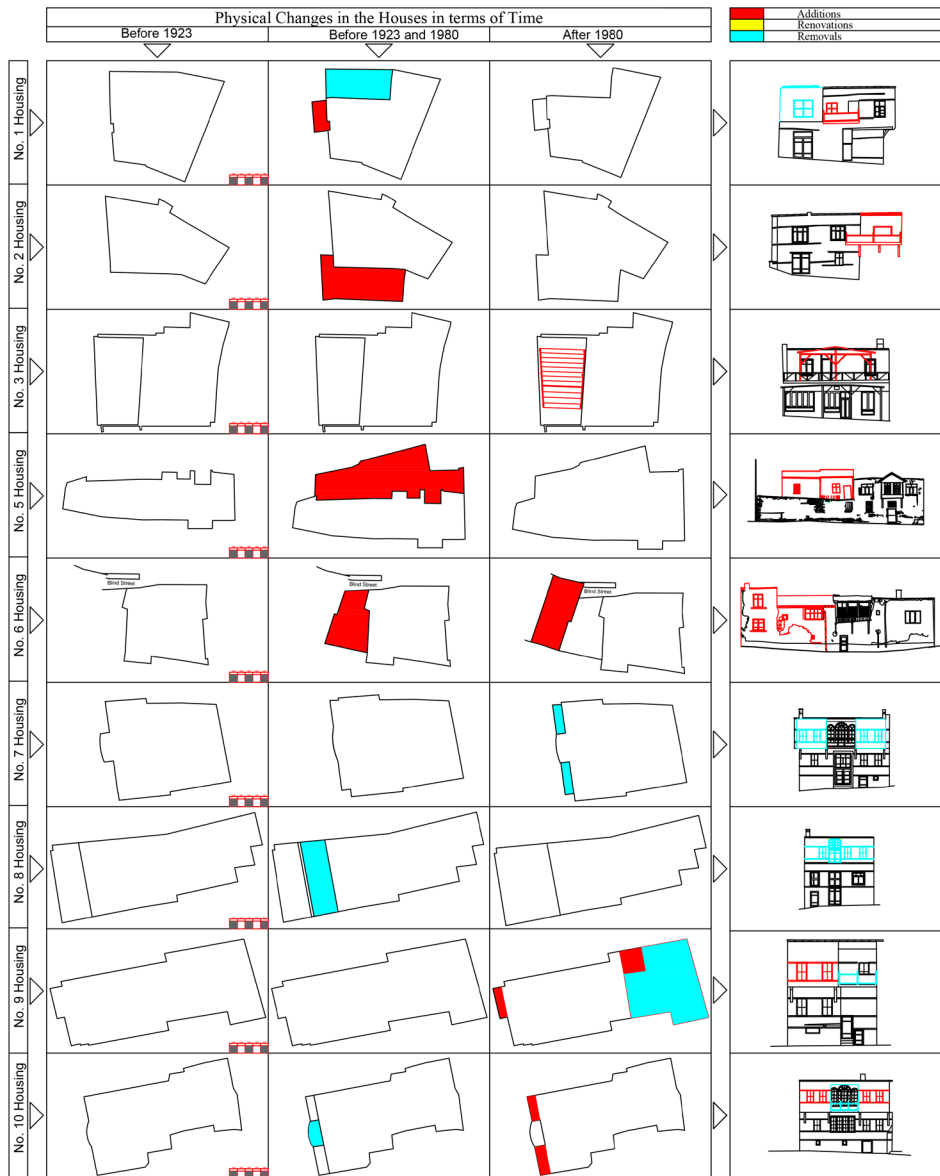 Physical Changes in the Houses in terms of Time
Before 1923
Before 1923 and 1980
After 1980
Additions
Renovations
Removals
No. 1 Housing
No. 2 Housing
No. 3 Housing
No. 5 Housing
No. 6 Housing
Blind Street
Blind Street
Blind Street
No. 7 Housing
No. 8 Housing
No. 9 Housing
No. 10 Housing